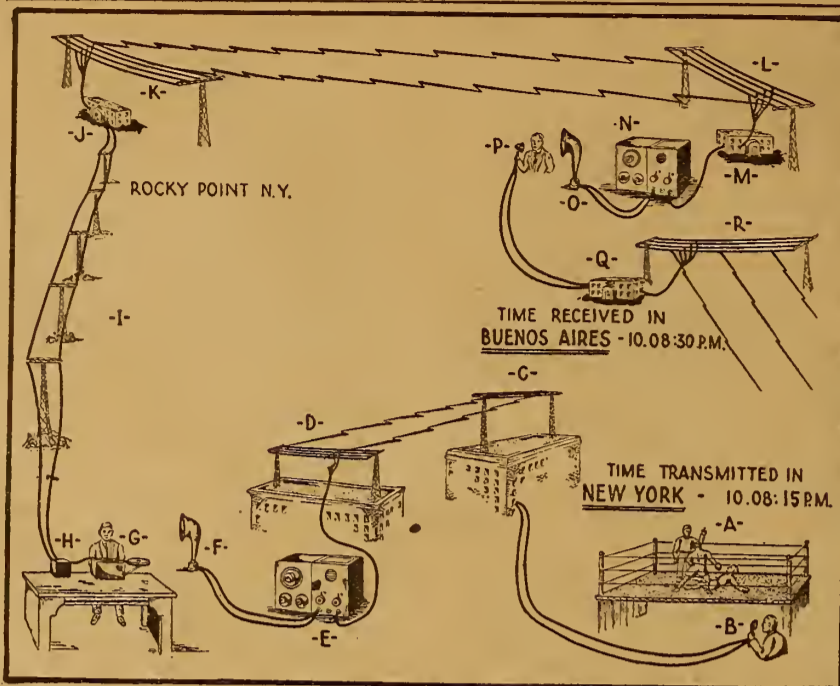 -K-
-L-
-J-
-N-
-P-
-M-
-O-
ROCKY POINT N.Y.
-R-
-Q-
-I-
TIME RECEIVED IN
BUENOS AIRES - 10.08:30 P.M.
-C-
-D-
TIME TRANSMITTED IN
NEW YORK - 10.08:15 P.M.
-A-
-H-
-G-
-F-
-B-
-E-